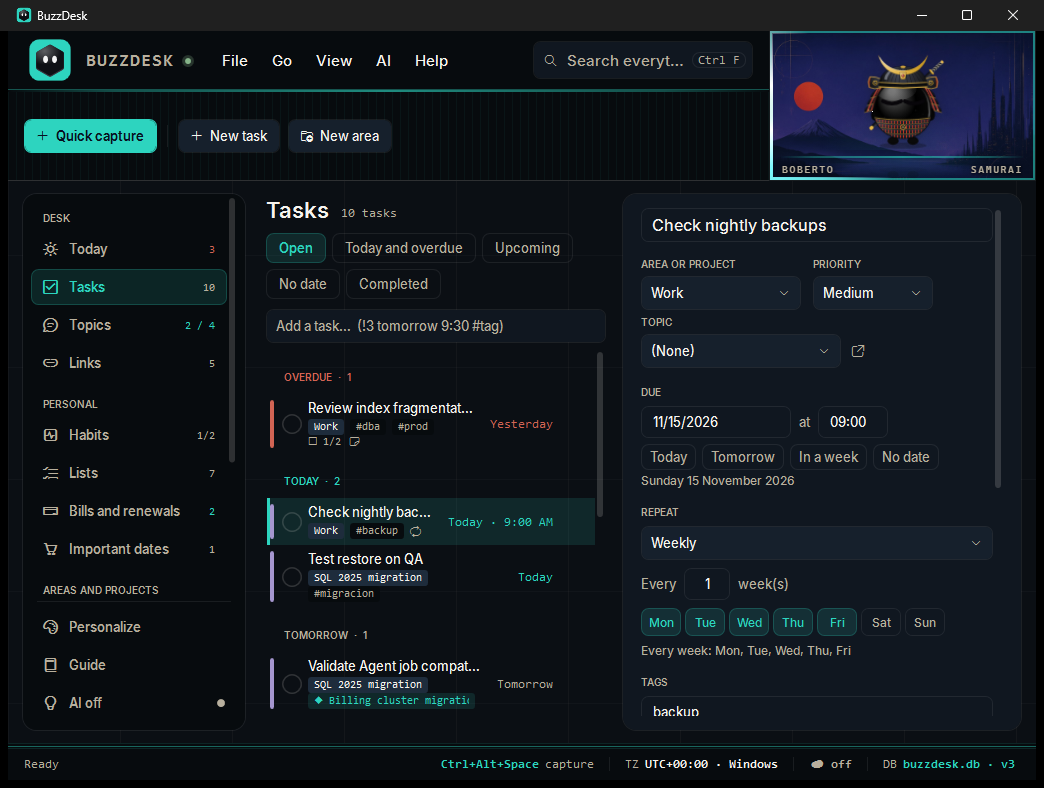 BuzzDesk
BUZZDESK
File Go View AI Help
Search everyt... Ctrl F
BOBERTO SAMURAI
+ Quick capture
+ New task
New area
DESK
Today 3
Tasks 10
Topics 2 / 4
Links 5
PERSONAL
Habits 1/2
Lists 7
Bills and renewals 2
Important dates 1
AREAS AND PROJECTS
Personalize
Guide
AI off
Tasks 10 tasks
Open Today and overdue Upcoming
No date Completed
Add a task... (!3 tomorrow 9:30 #tag)
OVERDUE · 1
Review index fragmentat...
Work #dba #prod
Yesterday
1/2
TODAY · 2
Check nightly bac...
Work #backup
Today · 9:00 AM
Test restore on QA
SQL 2025 migration
Today
#migracion
TOMORROW · 1
Validate Agent job compat...
SQL 2025 migration
Tomorrow
Billing cluster migratic
Check nightly backups
AREA OR PROJECT PRIORITY
Work Medium
TOPIC
(None)
DUE
11/15/2026 at 09:00
Today Tomorrow In a week No date
Sunday 15 November 2026
REPEAT
Weekly
Every 1 week(s)
Mon Tue Wed Thu Fri Sat Sun
Every week: Mon, Tue, Wed, Thu, Fri
TAGS
backup
Ready
Ctrl+Alt+Space capture
TZ UTC+00:00 · Windows
off
DB buzzdesk.db · v3